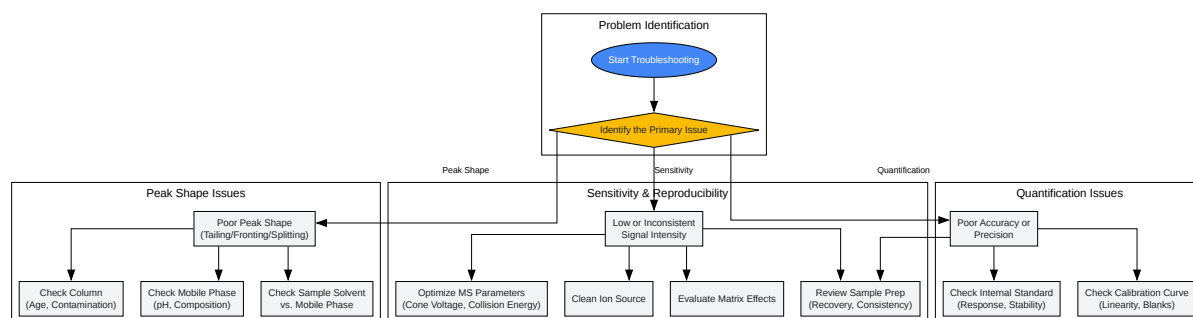 Problem Identification
Start Troubleshooting
Identify the Primary Issue
Peak Shape
Sensitivity
Quantification
Peak Shape Issues
Sensitivity & Reproducibility
Quantification Issues
Poor Peak Shape
(Tailing/Fronting/Splitting)
Low or Inconsistent
Signal Intensity
Poor Accuracy or
Precision
Check Column
(Age, Contamination)
Check Mobile Phase
(pH, Composition)
Check Sample Solvent
vs. Mobile Phase
Optimize MS Parameters
(Cone Voltage, Collision Energy)
Clean Ion Source
Evaluate Matrix Effects
Review Sample Prep
(Recovery, Consistency)
Check Internal Standard
(Response, Stability)
Check Calibration Curve
(Linearity, Blanks)